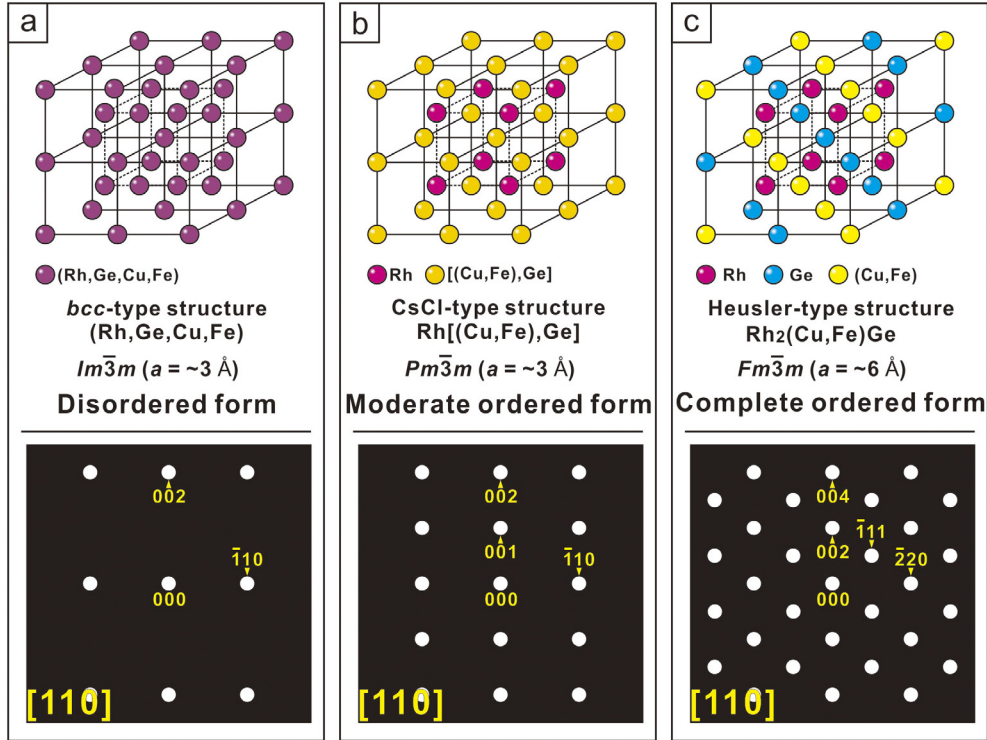 a
(Rh,Ge,Cu,Fe)
bcc-type structure
(Rh,Ge,Cu,Fe)
Im3̅m (a = ~3 Å)
Disordered form
002
1̅10
000
[110]
b
Rh [(Cu,Fe),Ge]
CsCl-type structure
Rh[(Cu,Fe),Ge]
Pm3̅m (a = ~3 Å)
Moderate ordered form
002
001
1̅10
000
[110]
c
Rh Ge (Cu,Fe)
Heusler-type structure
Rh₂(Cu,Fe)Ge
Fm3̅m (a = ~6 Å)
Complete ordered form
004
1̅11
002
2̅20
000
[110]